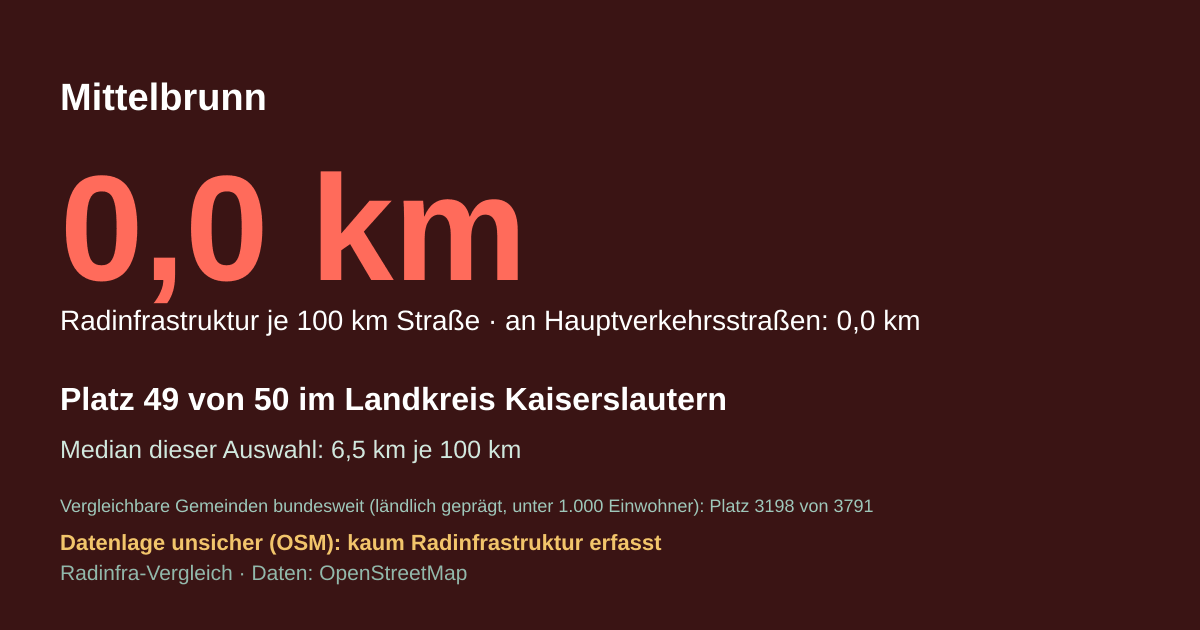 Mittelbrunn
0,0 km
Radinfrastruktur je 100 km Straße · an Hauptverkehrsstraßen: 0,0 km
Platz 49 von 50 im Landkreis Kaiserslautern
Median dieser Auswahl: 6,5 km je 100 km
Vergleichbare Gemeinden bundesweit (ländlich geprägt, unter 1.000 Einwohner): Platz 3198 von 3791
Datenlage unsicher (OSM): kaum Radinfrastruktur erfasst
Radinfra-Vergleich · Daten: OpenStreetMap